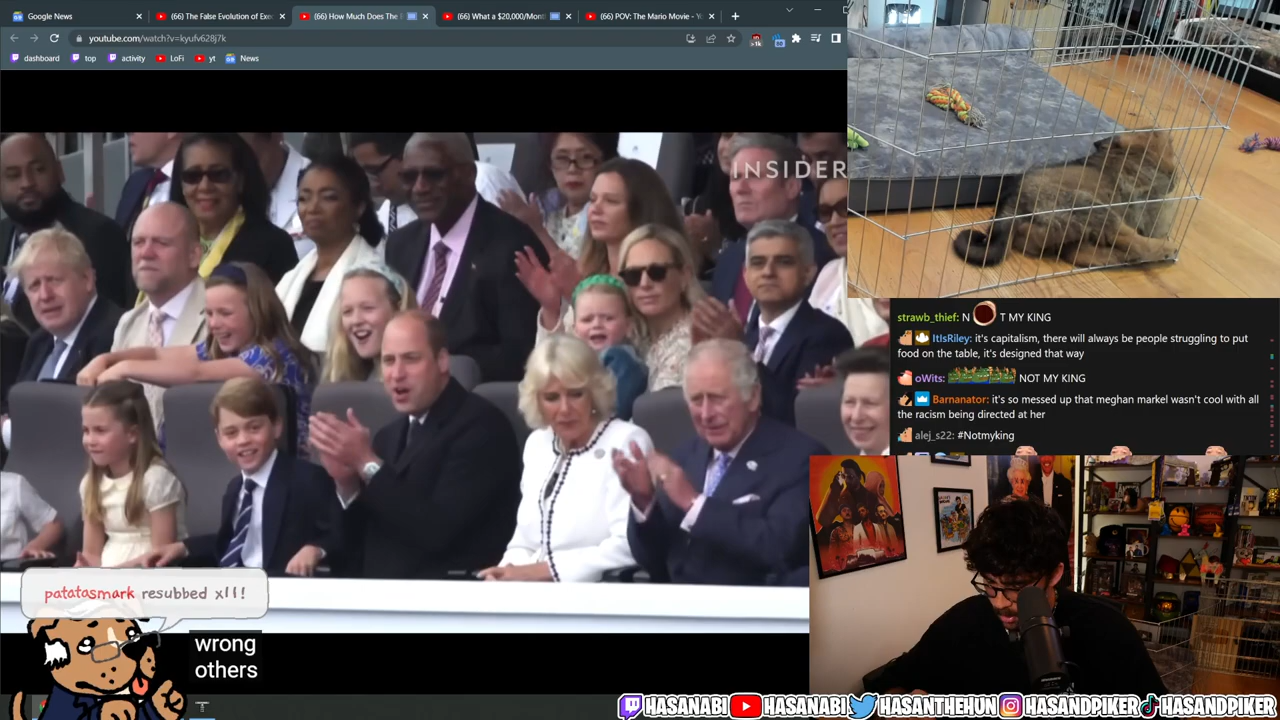 Google News
(66) The False Evolution of Exec
(66) How Much Does The
(66) What a $20,000/Mont
(66) POV: The Mario Movie - Y
youtube.com/watch?v=kyufv628j7k
dashboard
top
activity
LoFi
yt
News
INSIDER
strawb_thief: N T MY KING
ItIsRiley: it's capitalism, there will always be people struggling to put
food on the table, it's designed that way
oWits: NOT MY KING
Barnanator: it's so messed up that meghan markel wasn't cool with all
the racism being directed at her
alej_s22: #Notmyking
patatasmark resubbed x11!
wrong
others
HASANABI
HASANABI
HASANTHEHUN
HASANDPIKER
HASANDPIKER